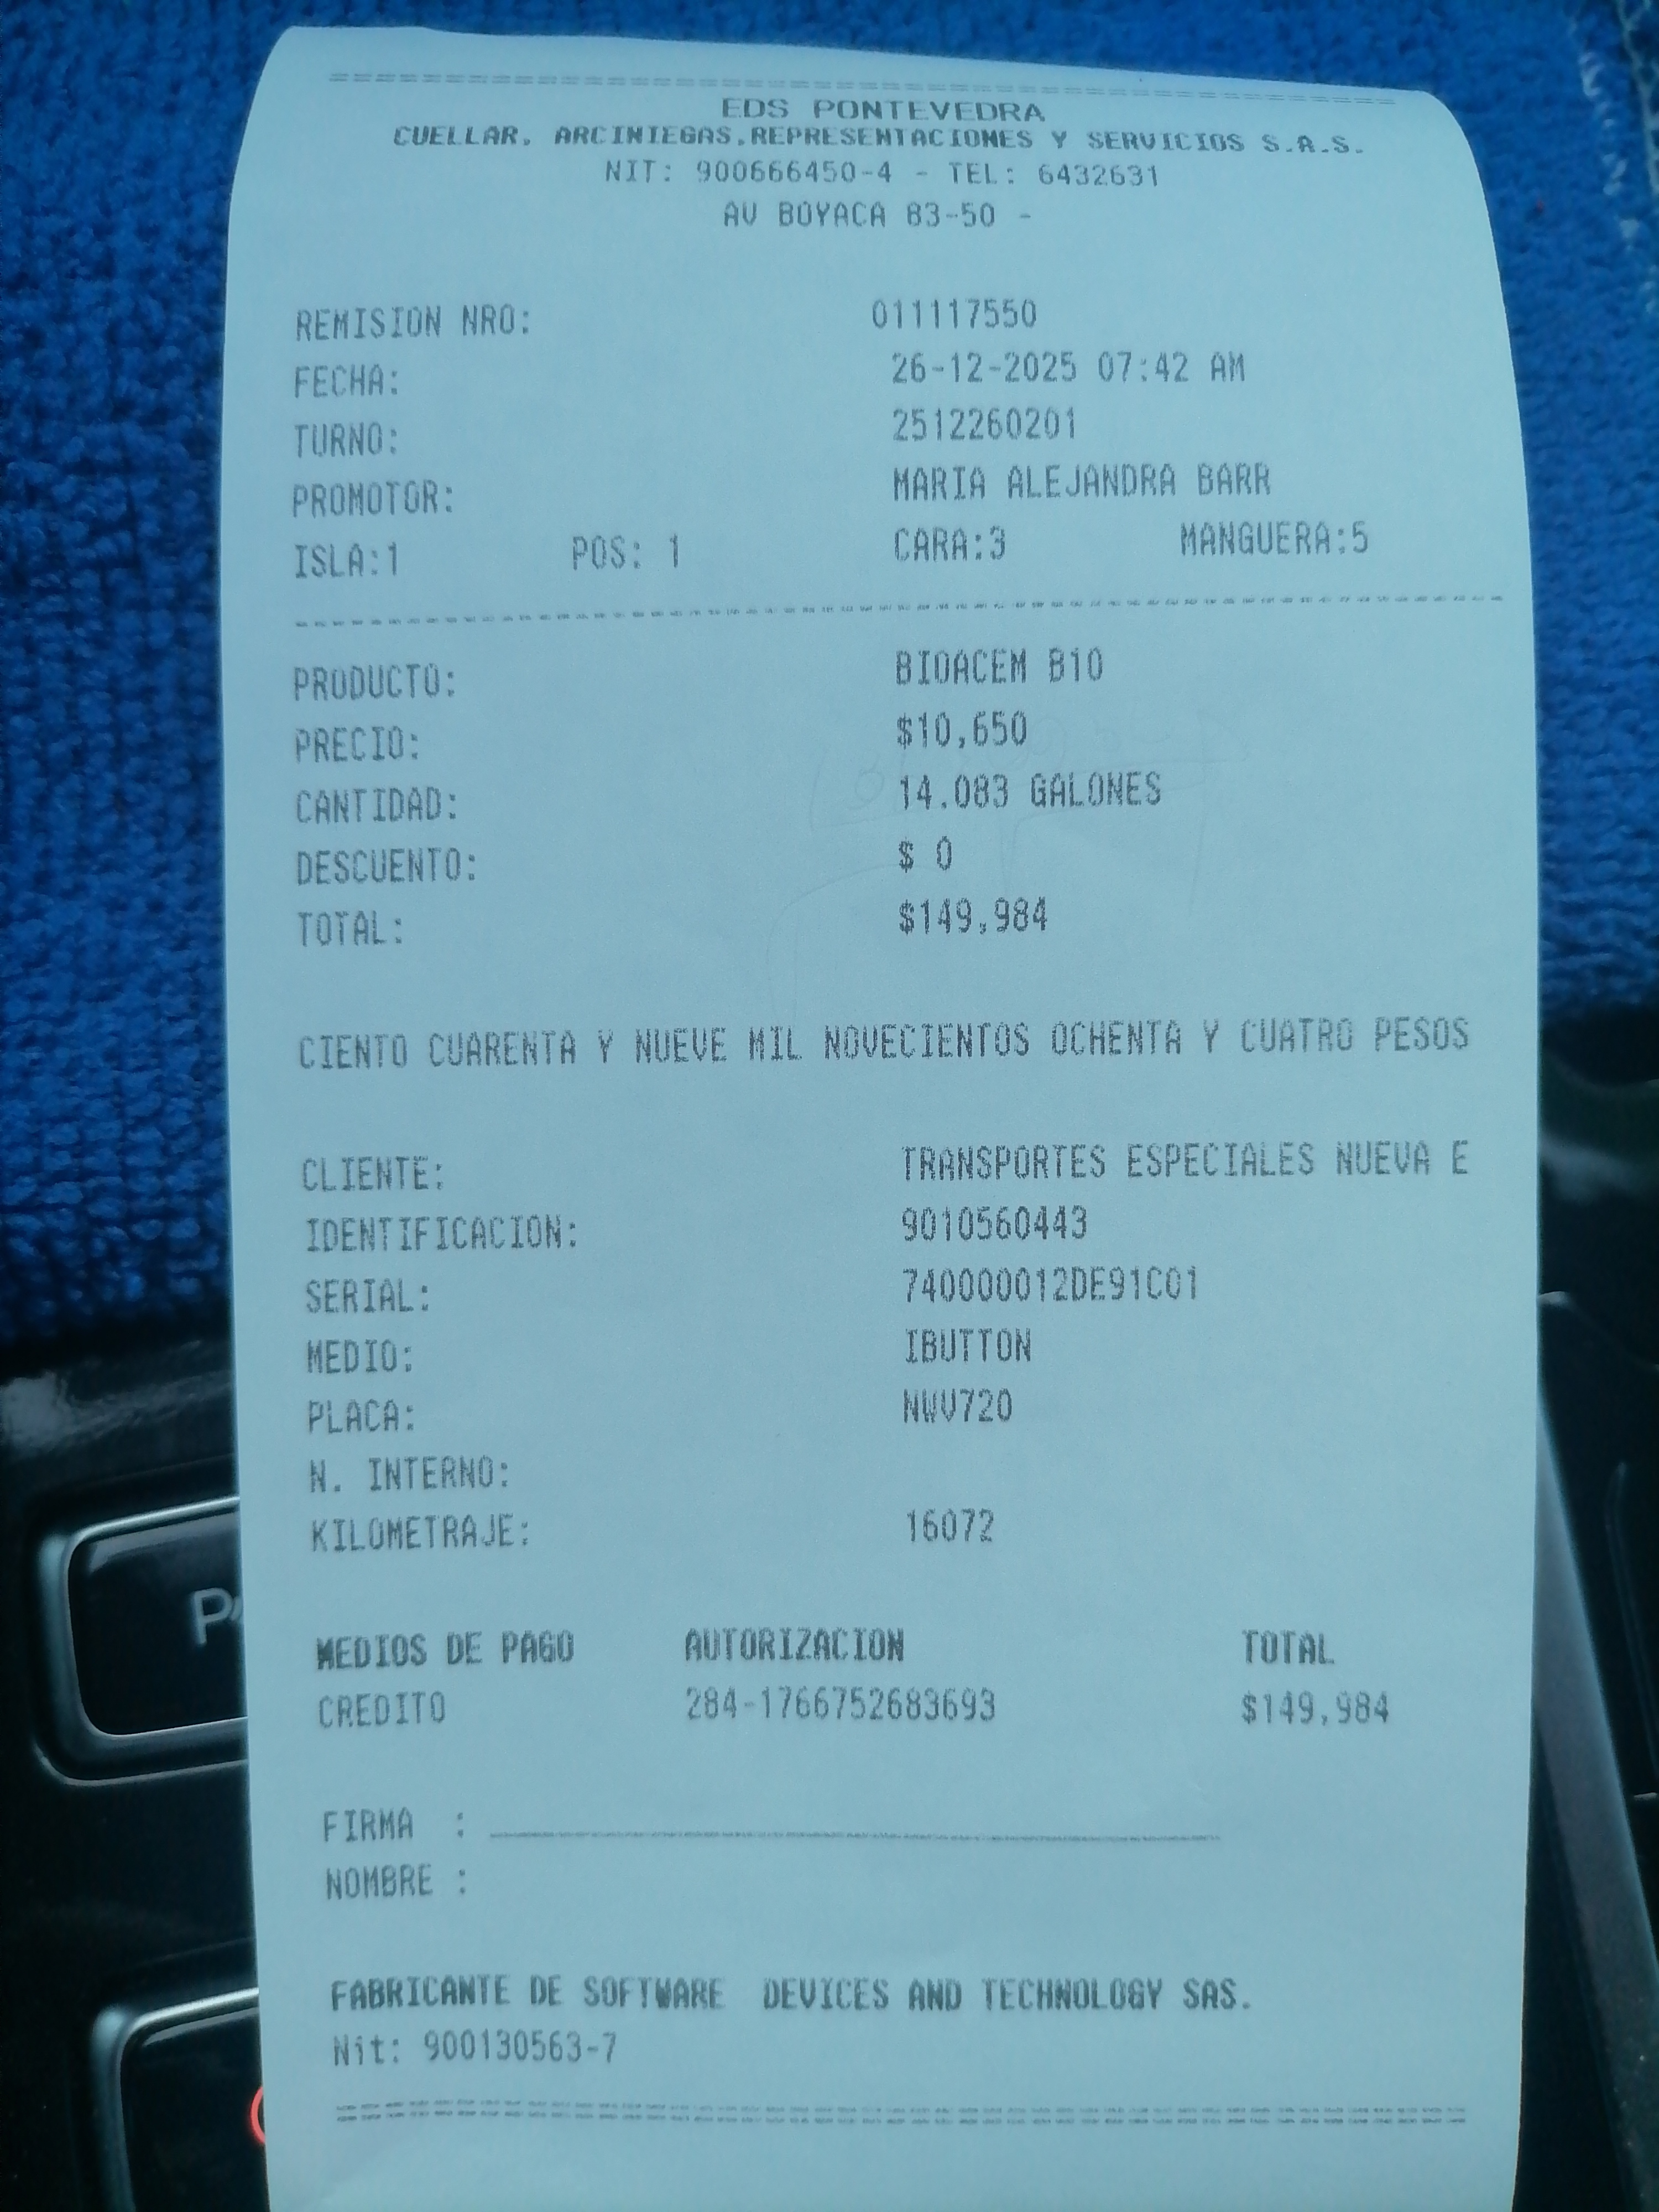 EDS PONTEVEDRA
CUELLAR, ARCINIEGAS,REPRESENTACIONES Y SERVICIOS S.A.S.
NIT: 900666450-4 - TEL: 6432631
AV BOYACA 83-50 -
REMISION NRO: 011117550
FECHA: 26-12-2025 07:42 AM
TURNO: 2512260201
PROMOTOR: MARIA ALEJANDRA BARR
ISLA:1 POS: 1 CARA:3 MANGUERA:5
PRODUCTO: BIOACEM B10
PRECIO: $10,650
CANTIDAD: 14.083 GALONES
DESCUENTO: $ 0
TOTAL: $149,984
CIENTO CUARENTA Y NUEVE MIL NOVECIENTOS OCHENTA Y CUATRO PESOS
CLIENTE: TRANSPORTES ESPECIALES NUEVA E
IDENTIFICACION: 9010560443
SERIAL: 740000012DE91C01
MEDIO: IBUTTON
PLACA: NWV720
N. INTERNO:
KILOMETRAJE: 16072
MEDIOS DE PAGO AUTORIZACION TOTAL
CREDITO 284-1766752683693 $149,984
FIRMA :
NOMBRE :
FABRICANTE DE SOFTWARE DEVICES AND TECHNOLOGY SAS.
Nit: 900130563-7